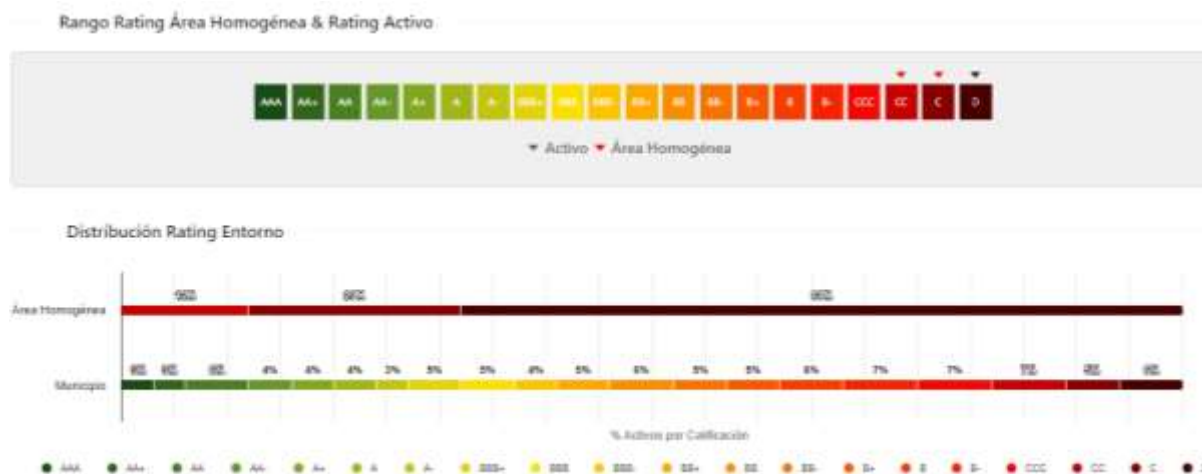 Rango Rating Área Homogénea & Rating Activo
AAA AA+ AA AA- A+ A A- BBB+ BBB BBB- BB+ BB BB- B+ B B- CCC CC C D
Activo Área Homogénea
Distribución Rating Entorno
Área Homogénea
4% 4% 4% 3% 5% 5% 4% 5% 6% 5% 5% 6% 7% 7%
Municipio
% Activos por Calificación
AAA AA+ AA AA- A+ A A- BBB+ BBB BBB- BB+ BB BB- B+ B B- CCC CC C